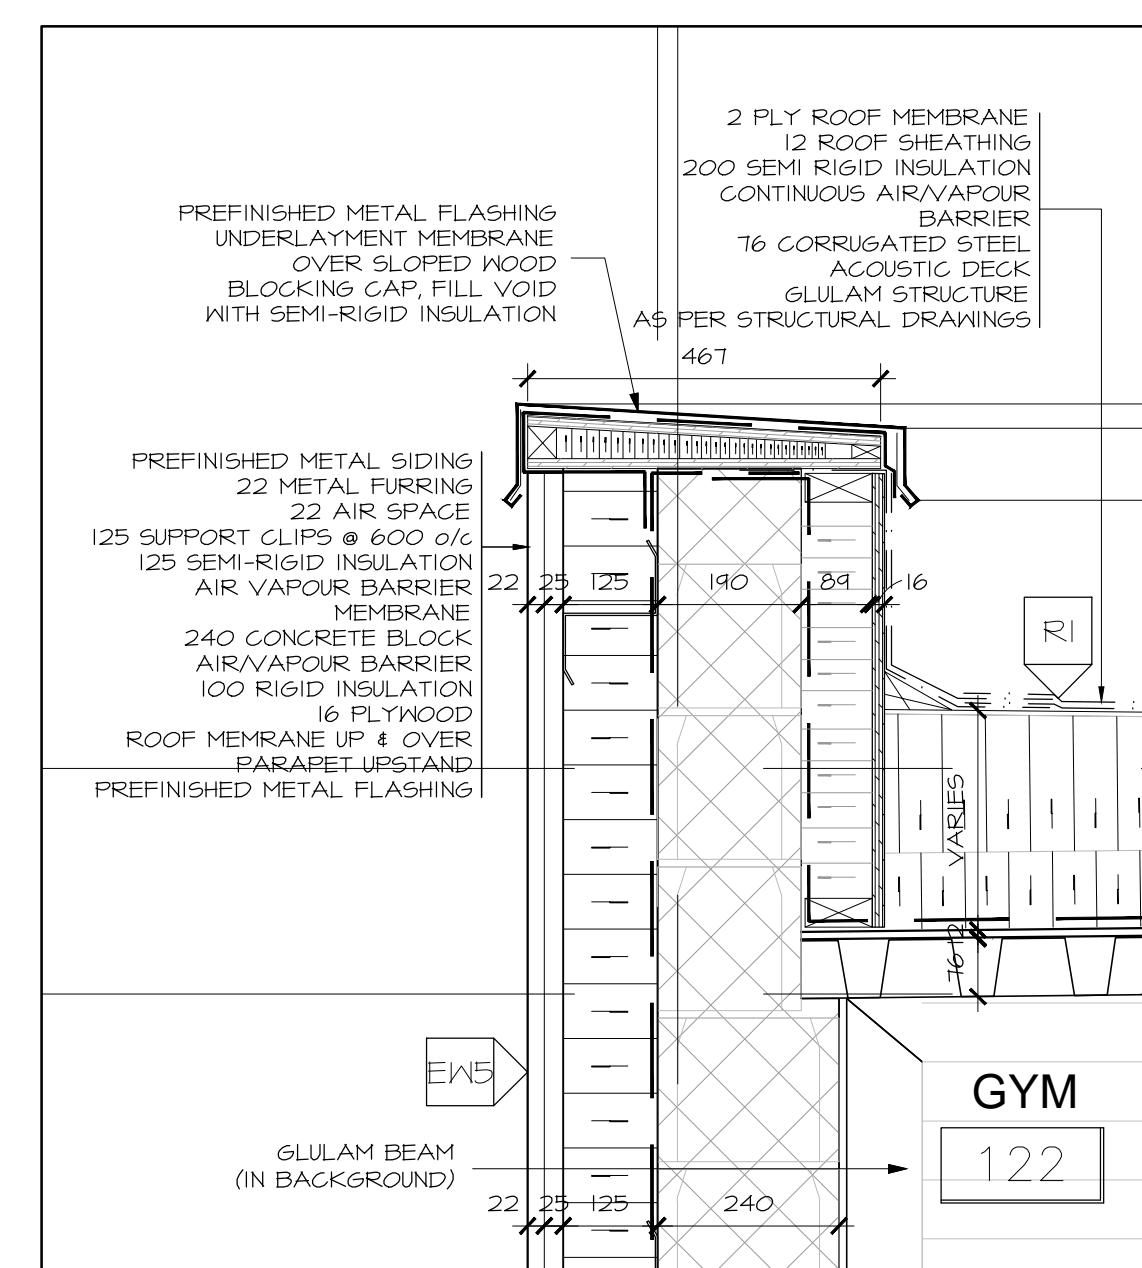 2 PLY ROOF MEMBRANE
12 ROOF SHEATHING
200 SEMI RIGID INSULATION
CONTINUOUS AIR/VAPOUR
BARRIER
76 CORRUGATED STEEL
ACOUSTIC DECK
GLULAM STRUCTURE
AS PER STRUCTURAL DRAWINGS
PREFINISHED METAL FLASHING
UNDERLAYMENT MEMBRANE
OVER SLOPED WOOD
BLOCKING CAP, FILL VOID
WITH SEMI-RIGID INSULATION
467
PREFINISHED METAL SIDING
22 METAL FURRING
22 AIR SPACE
125 SUPPORT CLIPS @ 600 o/c
125 SEMI-RIGID INSULATION
AIR VAPOUR BARRIER
MEMBRANE
240 CONCRETE BLOCK
AIR/VAPOUR BARRIER
100 RIGID INSULATION
16 PLYWOOD
ROOF MEMRANE UP & OVER
PARAPET UPSTAND
PREFINISHED METAL FLASHING
22 25 125 190 89 16
R1
VARIES
12
76
EW5
GYM
122
GLULAM BEAM
(IN BACKGROUND)
22 25 125 240